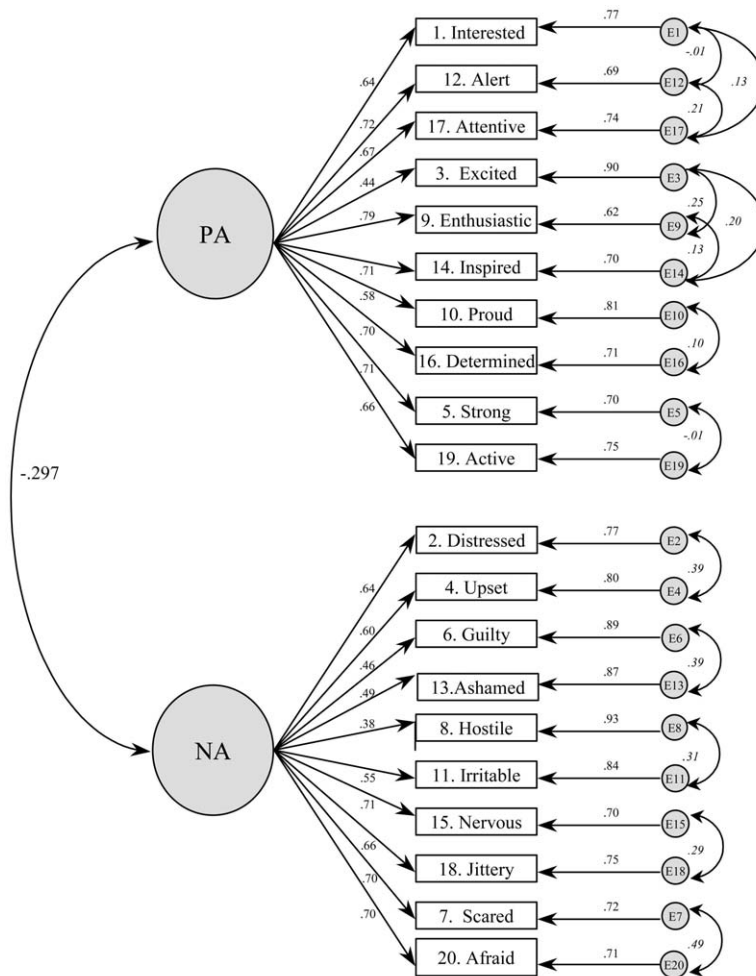 .77
1. Interested
E1
-.01
.64
.69
12. Alert
E12
.13
.72
.21
.74
17. Attentive
E17
.67
.90
3. Excited
E3
.44
.25
.20
.62
9. Enthusiastic
E9
.79
.13
PA
.70
14. Inspired
E14
.71
.58
.81
10. Proud
E10
.70
.10
.71
16. Determined
E16
.71
.70
5. Strong
E5
.66
-.01
.75
19. Active
E19
-.297
.77
2. Distressed
E2
.39
.64
.80
4. Upset
E4
.60
.89
6. Guilty
E6
.46
.39
.87
13.Ashamed
E13
.49
.93
8. Hostile
E8
.38
.31
NA
.84
11. Irritable
E11
.55
.71
.70
15. Nervous
E15
.66
.29
.75
18. Jittery
E18
.70
.72
7. Scared
E7
.70
.49
.71
20. Afraid
E20